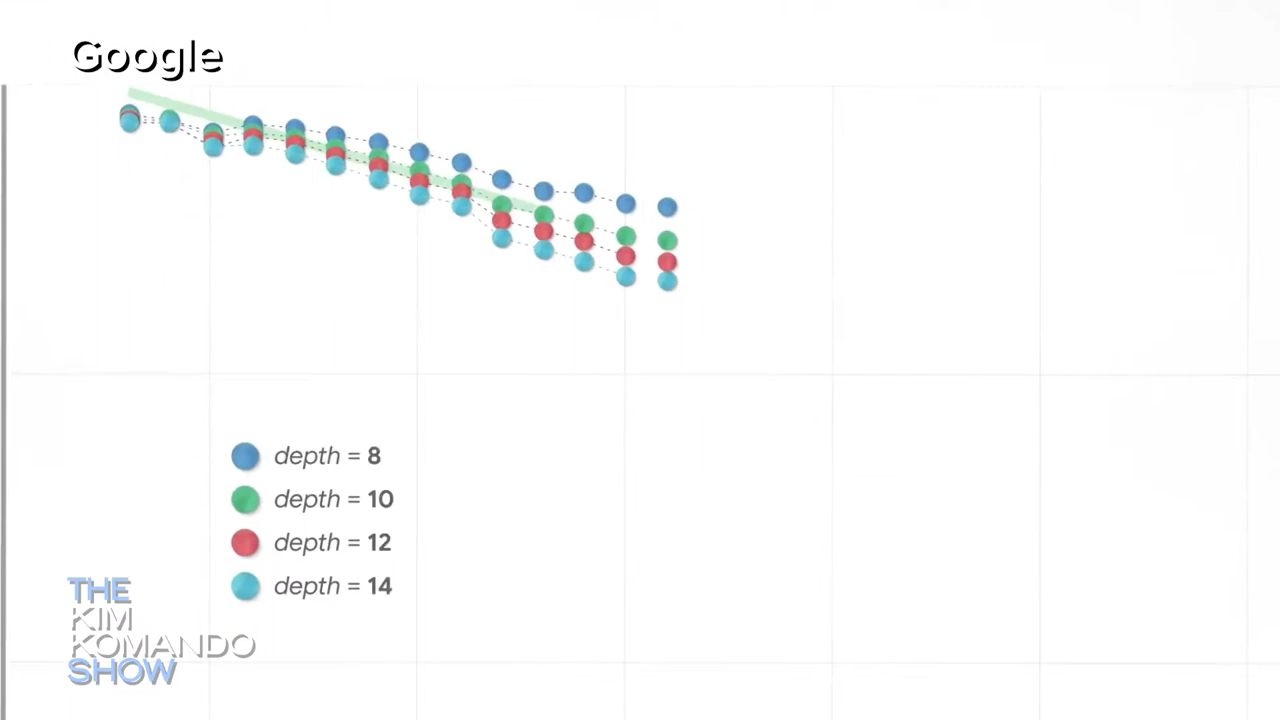 Google
depth = 8
depth = 10
depth = 12
depth = 14
THE
KIM
KOMANDO
SHOW